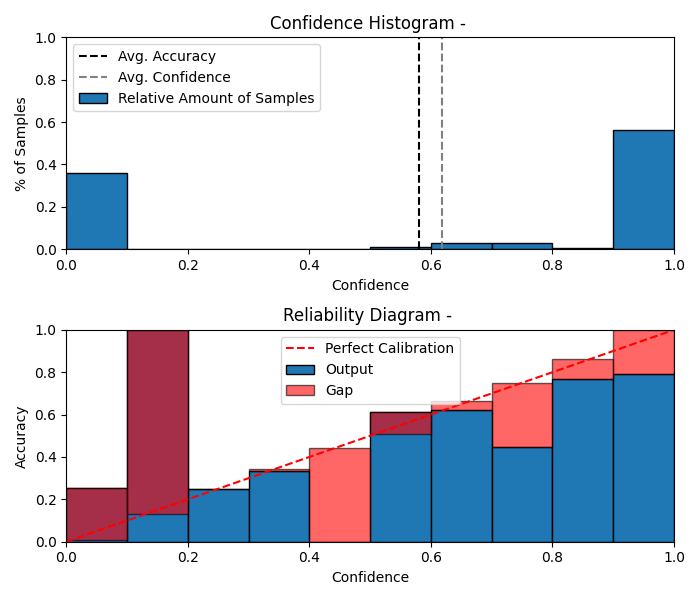 Confidence Histogram -
1.0
0.8
0.6
0.4
0.2
0.0
% of Samples
Avg. Accuracy
Avg. Confidence
Relative Amount of Samples
0.0 0.2 0.4 0.6 0.8 1.0
Confidence
Reliability Diagram -
1.0
0.8
0.6
0.4
0.2
0.0
Accuracy
Perfect Calibration
Output
Gap
0.0 0.2 0.4 0.6 0.8 1.0
Confidence